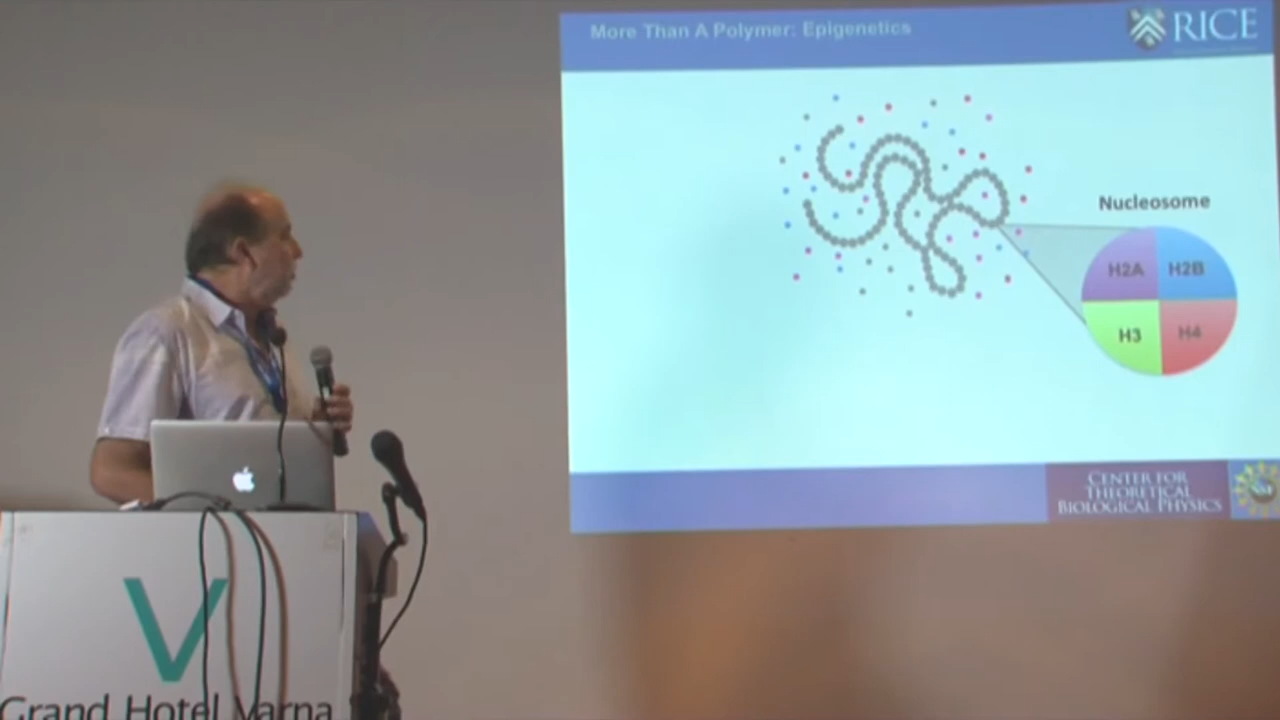 More Than A Polymer: Epigenetics
RICE
Nucleosome
H2A
H2B
H3
H4
CENTER FOR
THEORETICAL
BIOLOGICAL PHYSICS
V
Grand Hotel Varna